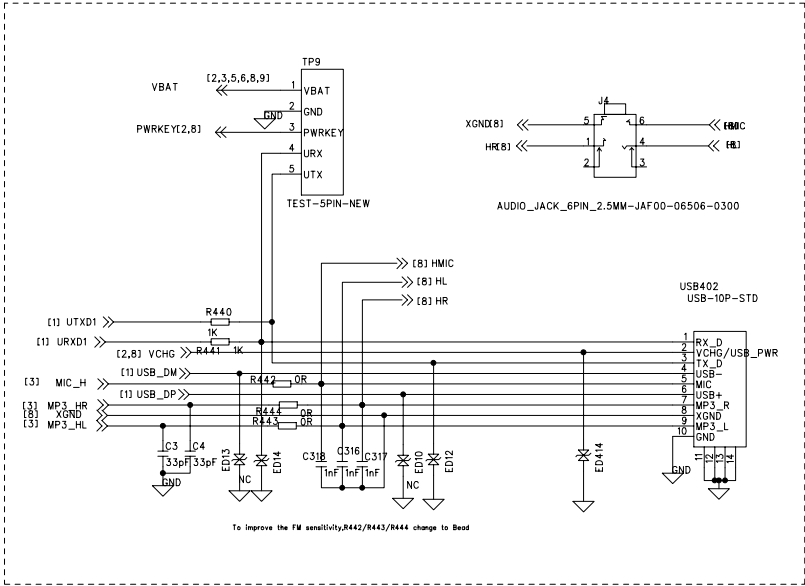 TP9
VBAT
[2,3,5,6,8,9]
1
VBAT
2
GND
GND
PWRKEY[2,8]
3
PWRKEY
4
URX
5
UTX
TEST-5PIN-NEW
J4
XGND[8]
5
6
HR[8]
1
4
2
3
AUDIO_JACK_6PIN_2.5MM-JAF00-06506-0300
[8] HMIC
[8] HL
[8] HR
USB402
USB-10P-STD
[1] UTXD1
R440
1K
[1] URXD1
R441
1K
[2,8] VCHG
[1] USB_DM
[3] MIC_H
R442
0R
[1] USB_DP
[3] MP3_HR
[8] XGND
R444
[3] MP3_HL
R443
0R
1
RX_D
2
VCHG/USB_PWR
3
TX_D
4
USB-
5
MIC
6
USB+
7
MP3_R
8
XGND
9
MP3_L
10
GND
11
12
13
14
GND
C3
33pF
C4
33pF
GND
ED13
NC
ED14
C318
1nF
C316
1nF
C317
1nF
ED10
NC
ED12
ED414
To improve the FM sensitivity,R442/R443/R444 change to Bead